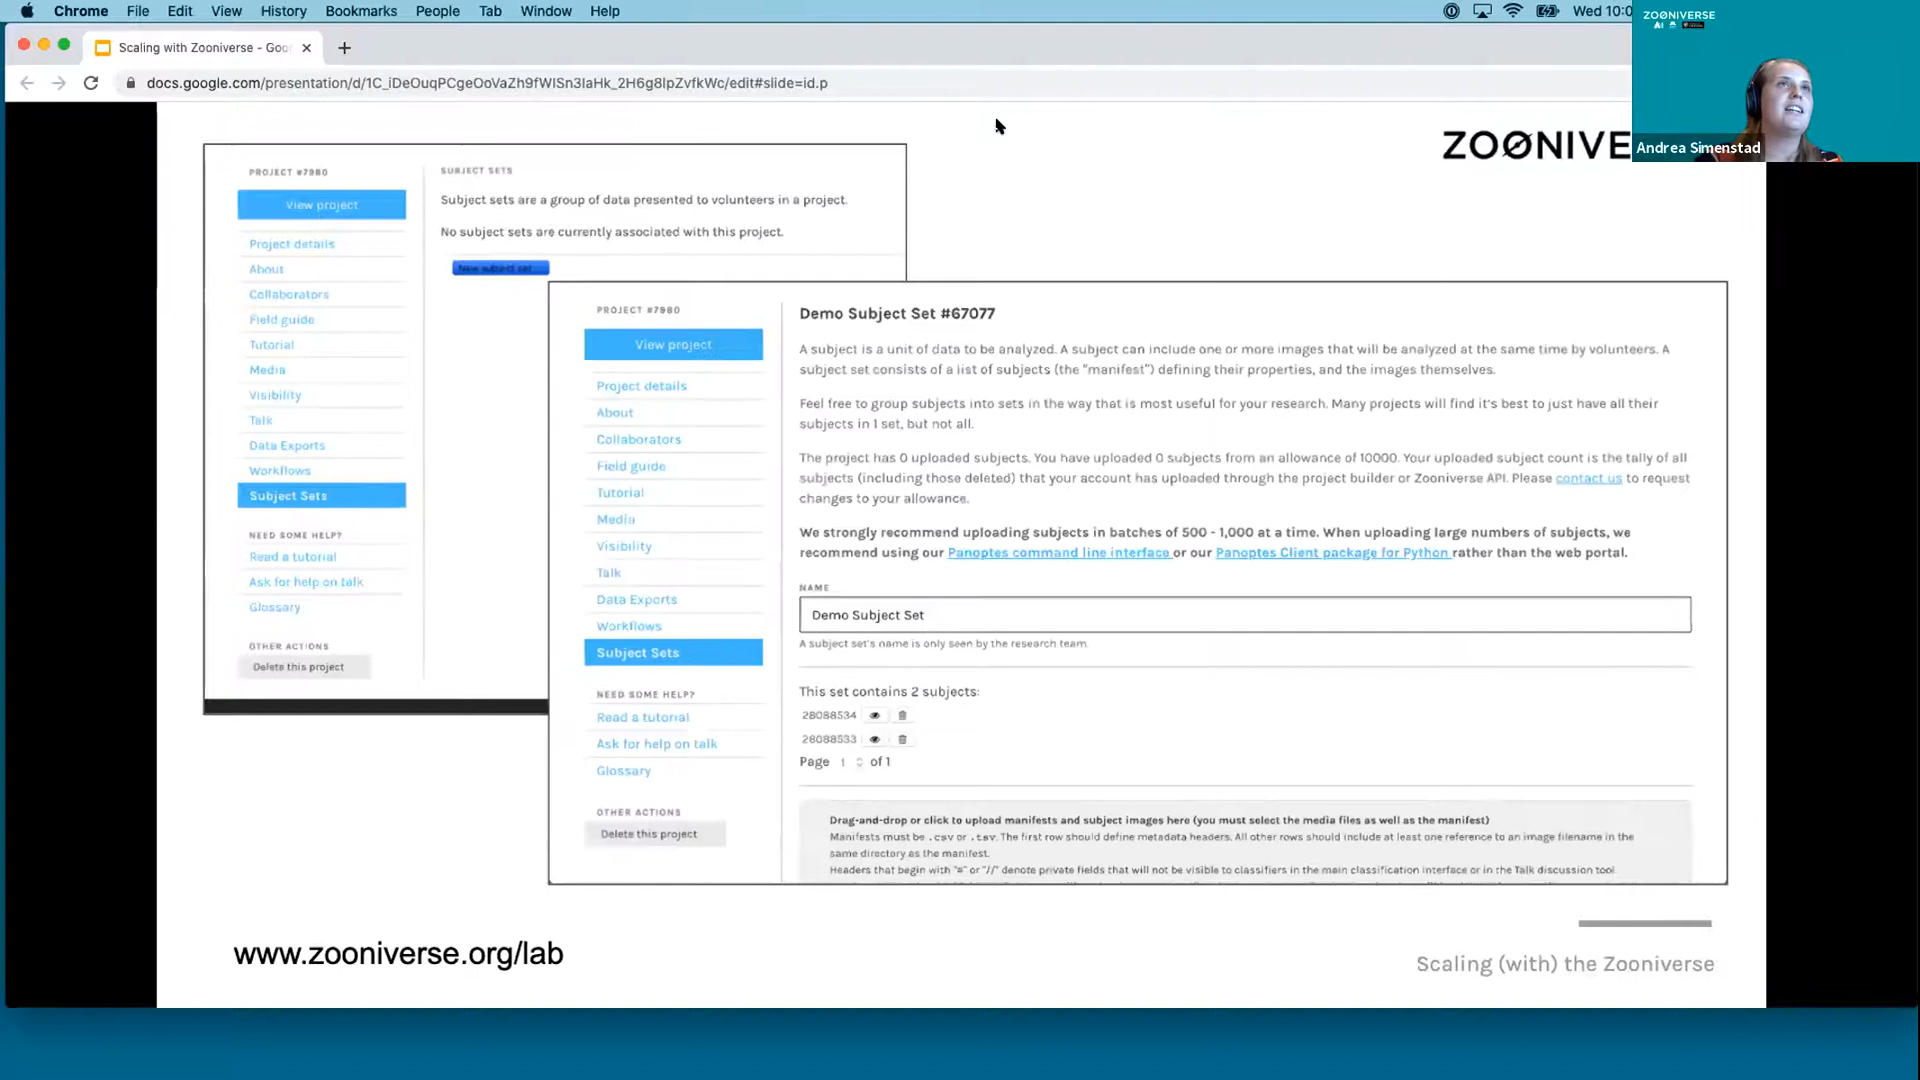 Chrome File Edit View History Bookmarks People Tab Window Help
Wed 10:0
Scaling with Zooniverse - Goo
docs.google.com/presentation/d/1C_iDeOuqPCgeOoVaZh9fWISn3IaHk_2H6g8lpZvfkWc/edit#slide=id.p
ZOONIVERSE
Andrea Simenstad
ZOONIVE
PROJECT #7980
View project
Project details
About
Collaborators
Field guide
Tutorial
Media
Visibility
Talk
Data Exports
Workflows
Subject Sets
NEED SOME HELP?
Read a tutorial
Ask for help on talk
Glossary
OTHER ACTIONS
Delete this project
SUBJECT SETS
Subject sets are a group of data presented to volunteers in a project.
No subject sets are currently associated with this project.
New subject set
PROJECT #7980
View project
Project details
About
Collaborators
Field guide
Tutorial
Media
Visibility
Talk
Data Exports
Workflows
Subject Sets
NEED SOME HELP?
Read a tutorial
Ask for help on talk
Glossary
OTHER ACTIONS
Delete this project
Demo Subject Set #67077
A subject is a unit of data to be analyzed. A subject can include one or more images that will be analyzed at the same time by volunteers. A
subject set consists of a list of subjects (the "manifest") defining their properties, and the images themselves.
Feel free to group subjects into sets in the way that is most useful for your research. Many projects will find it's best to just have all their
subjects in 1 set, but not all.
The project has 0 uploaded subjects. You have uploaded 0 subjects from an allowance of 10000. Your uploaded subject count is the tally of all
subjects (including those deleted) that your account has uploaded through the project builder or Zooniverse API. Please contact us to request
changes to your allowance.
We strongly recommend uploading subjects in batches of 500 - 1,000 at a time. When uploading large numbers of subjects, we
recommend using our Panoptes command line interface or our Panoptes Client package for Python rather than the web portal.
NAME
Demo Subject Set
A subject set's name is only seen by the research team.
This set contains 2 subjects:
28088534
28088533
Page 1 of 1
Drag-and-drop or click to upload manifests and subject images here (you must select the media files as well as the manifest)
Manifests must be .csv or .tsv. The first row should define metadata headers. All other rows should include at least one reference to an image filename in the
same directory as the manifest.
Headers that begin with "#" or "//" denote private fields that will not be visible to classifiers in the main classification interface or in the Talk discussion tool.
www.zooniverse.org/lab
Scaling (with) the Zooniverse